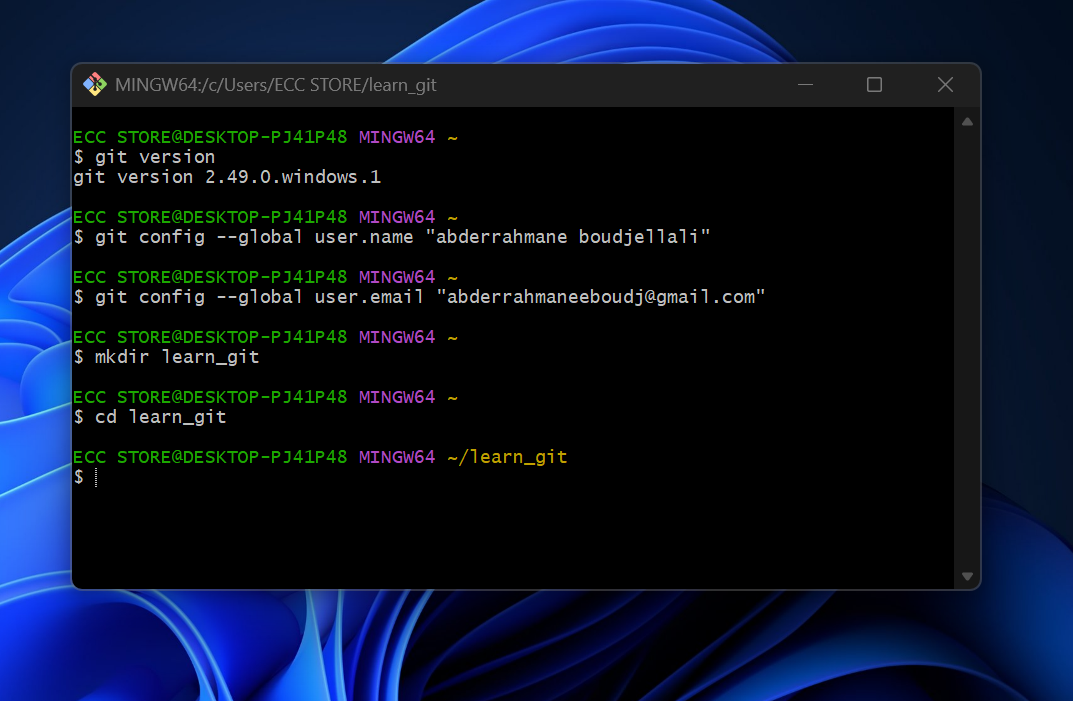 MINGW64:/c/Users/ECC STORE/learn_git
ECC STORE@DESKTOP-PJ41P48 MINGW64 ~
$ git version
git version 2.49.0.windows.1
ECC STORE@DESKTOP-PJ41P48 MINGW64 ~
$ git config --global user.name "abderrahmane boudjellali"
ECC STORE@DESKTOP-PJ41P48 MINGW64 ~
$ git config --global user.email "abderrahmaneeboudj@gmail.com"
ECC STORE@DESKTOP-PJ41P48 MINGW64 ~
$ mkdir learn_git
ECC STORE@DESKTOP-PJ41P48 MINGW64 ~
$ cd learn_git
ECC STORE@DESKTOP-PJ41P48 MINGW64 ~/learn_git
$